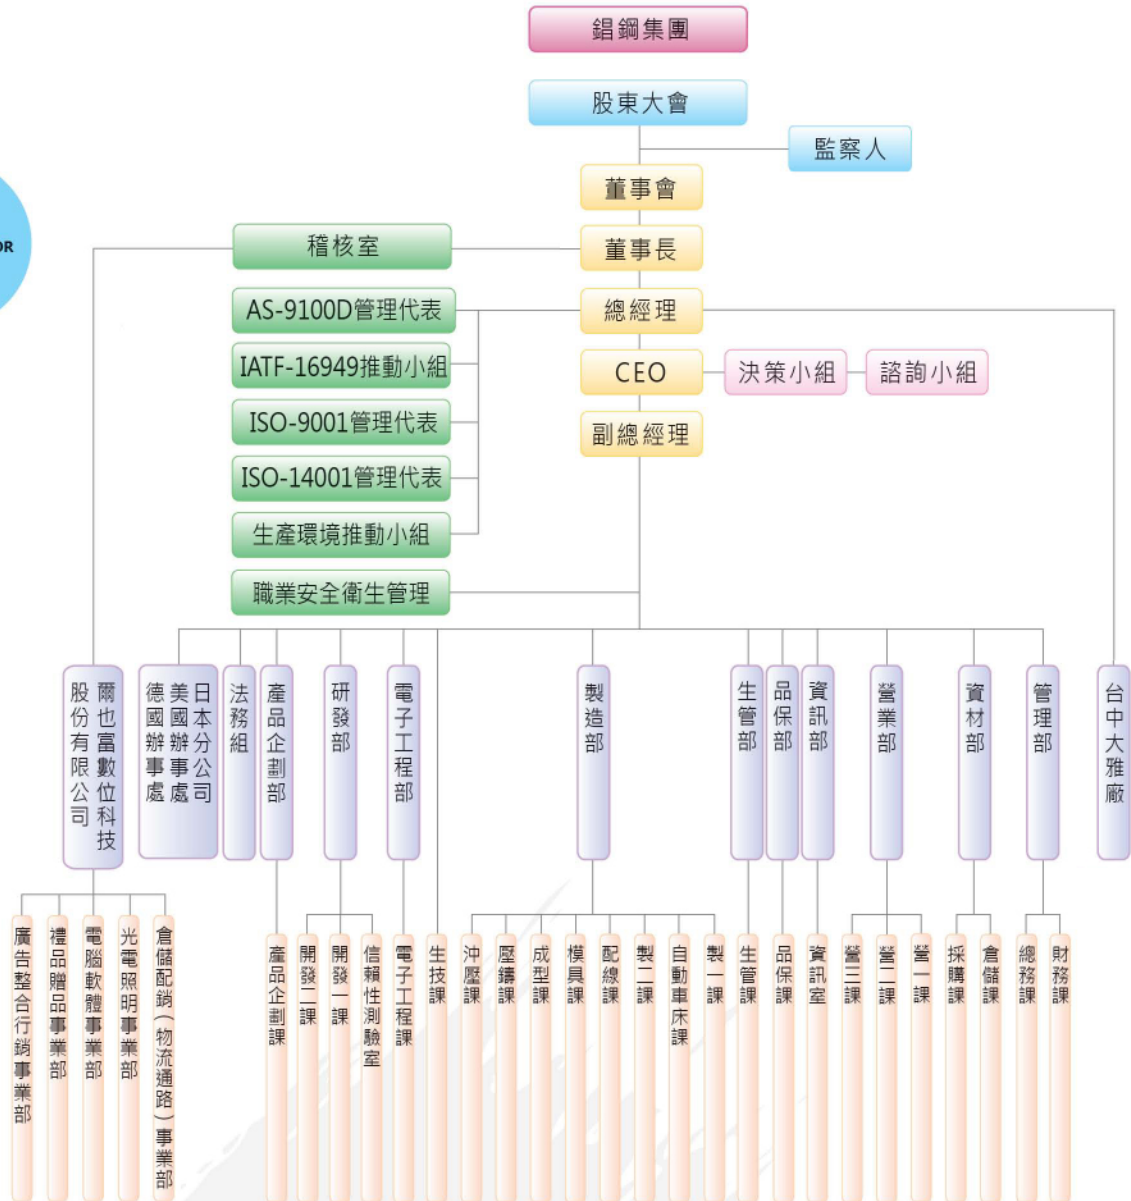 錩鋼集團
股東大會
監察人
董事會
OR
稽核室
董事長
AS-9100D管理代表
總經理
IATF-16949推動小組
CEO
決策小組
諮詢小組
ISO-9001管理代表
副總經理
ISO-14001管理代表
生產環境推動小組
職業安全衛生管理
爾也富數位科技
股份有限公司
日本分公司
美國辦事處
德國辦事處
法務組
產品企劃部
研發部
電子工程部
製造部
生管部
品保部
資訊部
營業部
資材部
管理部
台中大雅廠
廣告整合行銷事業部
禮品贈品事業部
電腦軟體事業部
光電照明事業部
倉儲配銷(物流通路)事業部
產品企劃課
開發二課
開發一課
信賴性測驗室
電子工程課
生技課
沖壓課
壓鑄課
成型課
模具課
配線課
製二課
自動車床課
製一課
生管課
品保課
資訊室
營三課
營二課
營一課
採購課
倉儲課
總務課
財務課